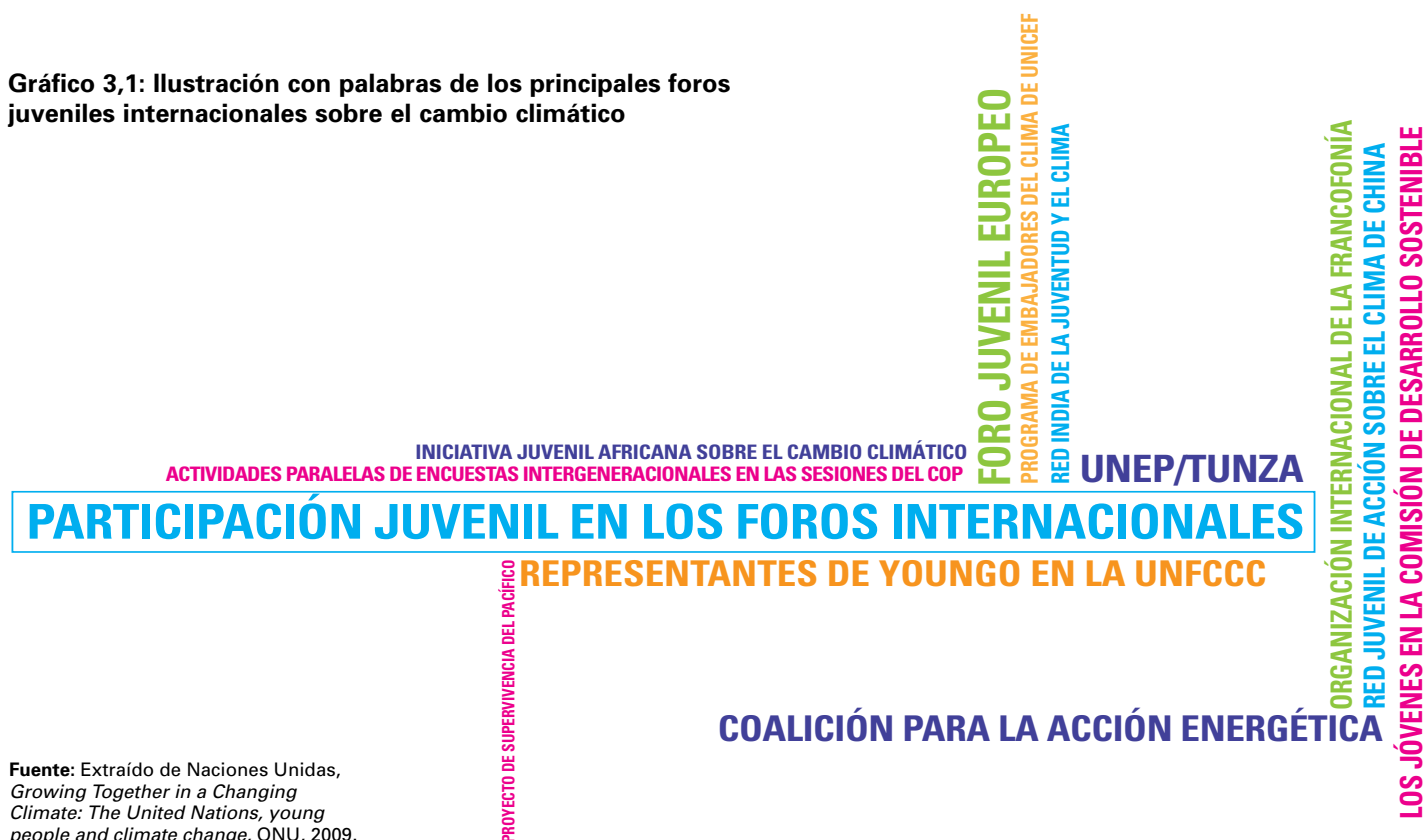 Gráfico 3,1: Ilustración con palabras de los principales foros
juveniles internacionales sobre el cambio climático
FORO JUVENIL EUROPEO
PROGRAMA DE EMBAJADORES DEL CLIMA DE UNICEF
RED INDIA DE LA JUVENTUD Y EL CLIMA
ORGANIZACIÓN INTERNACIONAL DE LA FRANCOFONÍA
RED JUVENIL DE ACCIÓN SOBRE EL CLIMA DE CHINA
LOS JÓVENES EN LA COMISIÓN DE DESARROLLO SOSTENIBLE
INICIATIVA JUVENIL AFRICANA SOBRE EL CAMBIO CLIMÁTICO
ACTIVIDADES PARALELAS DE ENCUESTAS INTERGENERACIONALES EN LAS SESIONES DEL COP
UNEP/TUNZA
PARTICIPACIÓN JUVENIL EN LOS FOROS INTERNACIONALES
REPRESENTANTES DE YOUNGO EN LA UNFCCC
PROYECTO DE SUPERVIVENCIA DEL PACÍFICO
COALICIÓN PARA LA ACCIÓN ENERGÉTICA
Fuente: Extraído de Naciones Unidas,
Growing Together in a Changing
Climate: The United Nations, young
people and climate change, ONU, 2009.